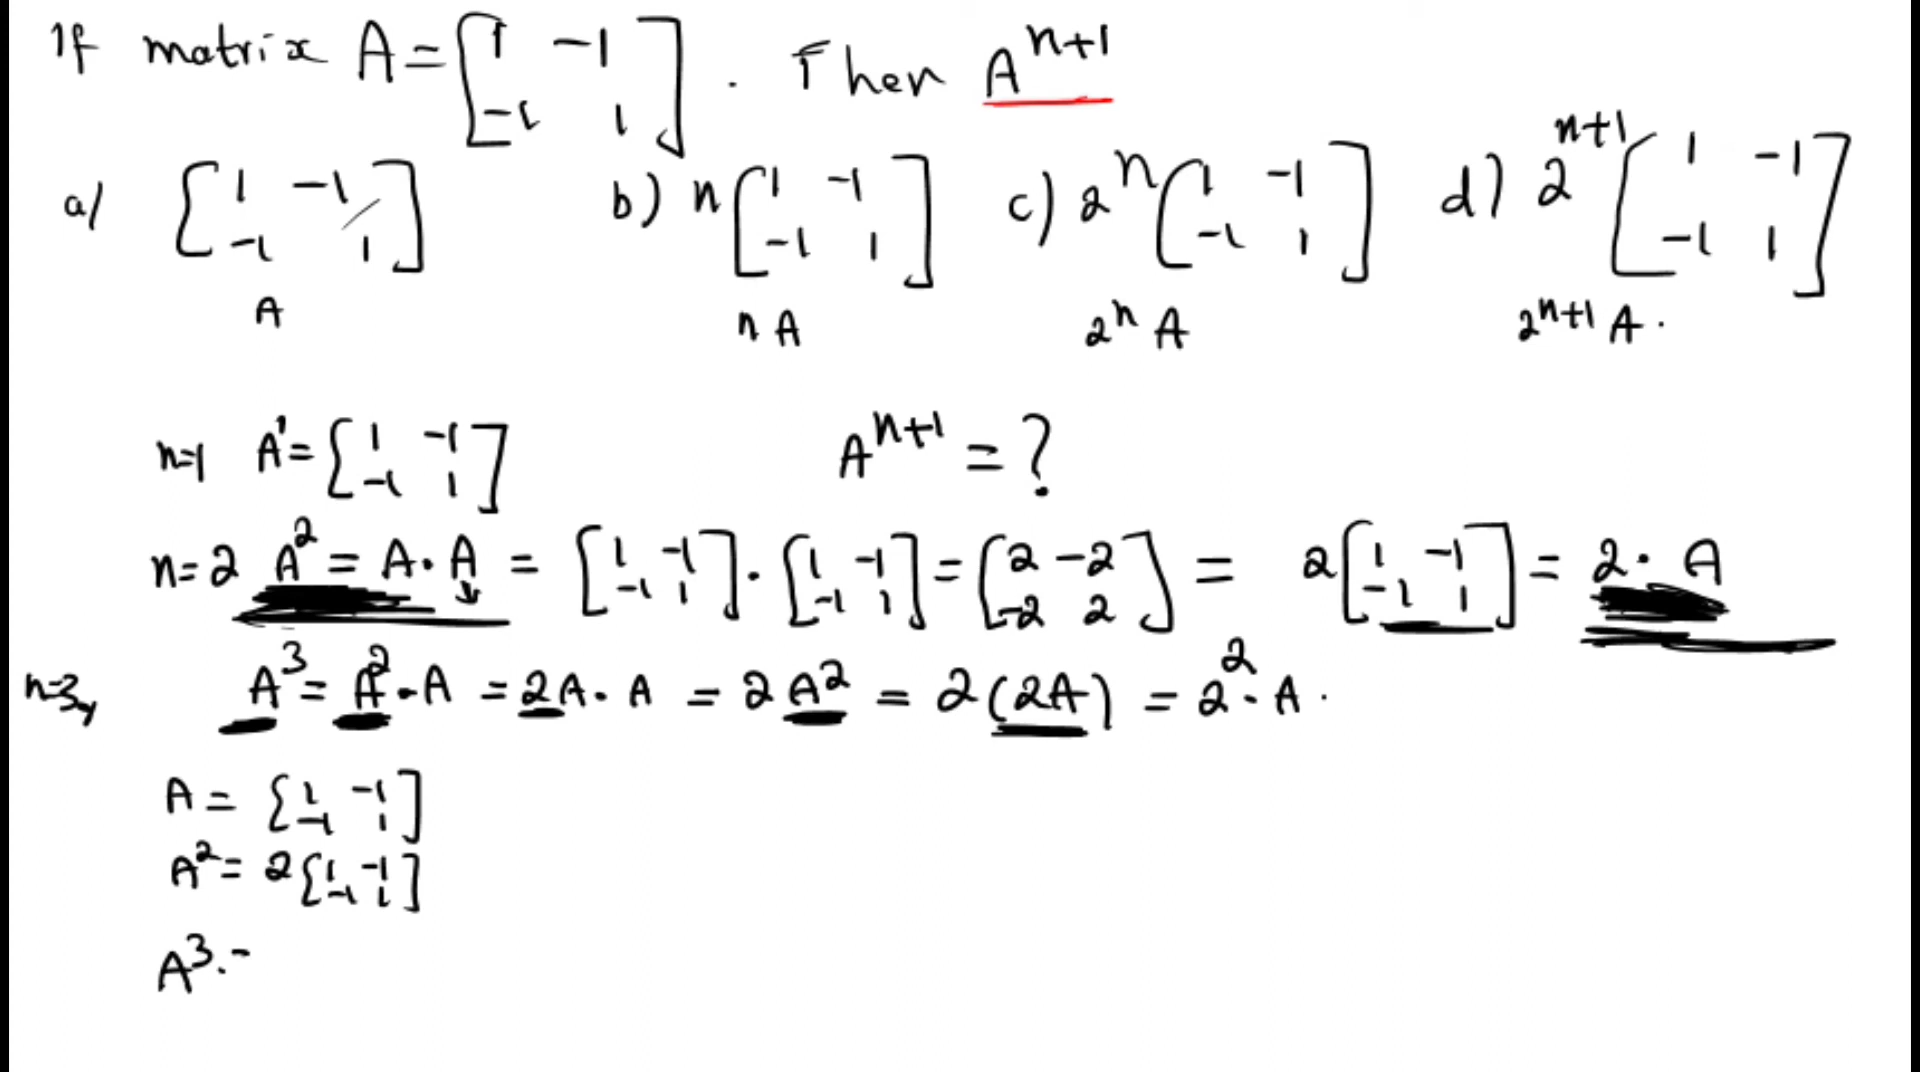 If matrix A = [1 -1 -1 1]. Then A^n+1
a) [1 -1 -1 1] b) n[1 -1 -1 1] c) 2^n [1 -1 -1 1] d) 2^n+1 [1 -1 -1 1]
A nA 2^n A 2^n+1 A.
n=1 A^1 = [1 -1 -1 1] A^n+1 = ?
n=2 A^2 = A·A = [1 -1 -1 1]·[1 -1 -1 1] = [2 -2 -2 2] = 2[1 -1 -1 1] = 2·A
n=3, A^3 = A^2·A = 2A·A = 2A^2 = 2(2A) = 2^2·A.
A = [1 -1 -1 1]
A^2 = 2[1 -1 -1 1]
A^3 =